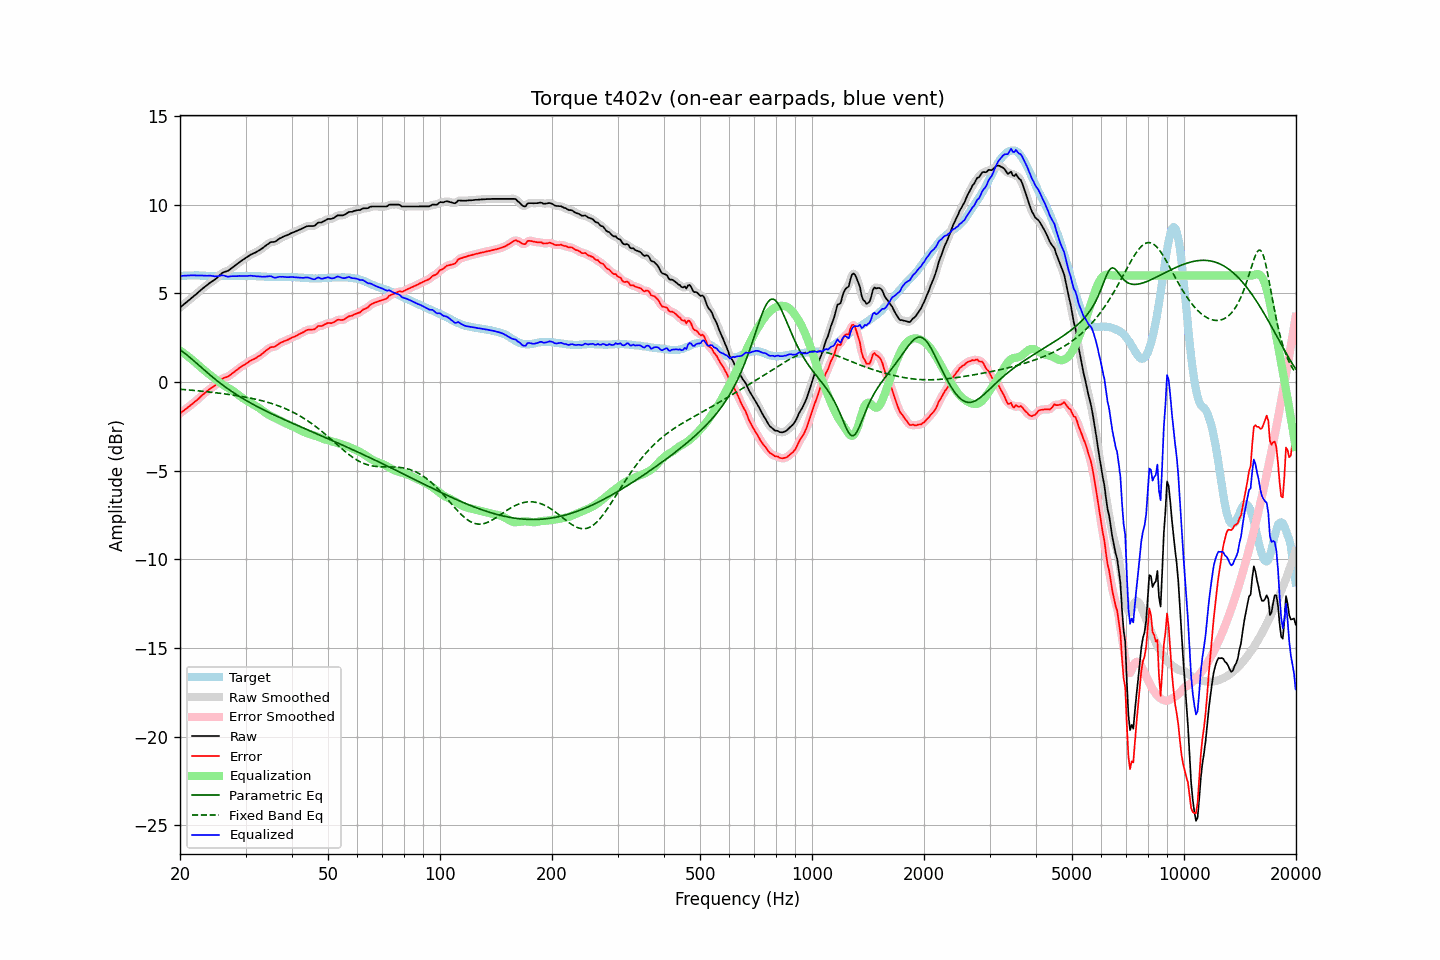 Torque t402v (on-ear earpads, blue vent)
15
10
5
0
−5
−10
−15
−20
−25
Amplitude (dBr)
Target
Raw Smoothed
Error Smoothed
Raw
Error
Equalization
Parametric Eq
Fixed Band Eq
Equalized
20 50 100 200 500 1000 2000 5000 10000 20000
Frequency (Hz)